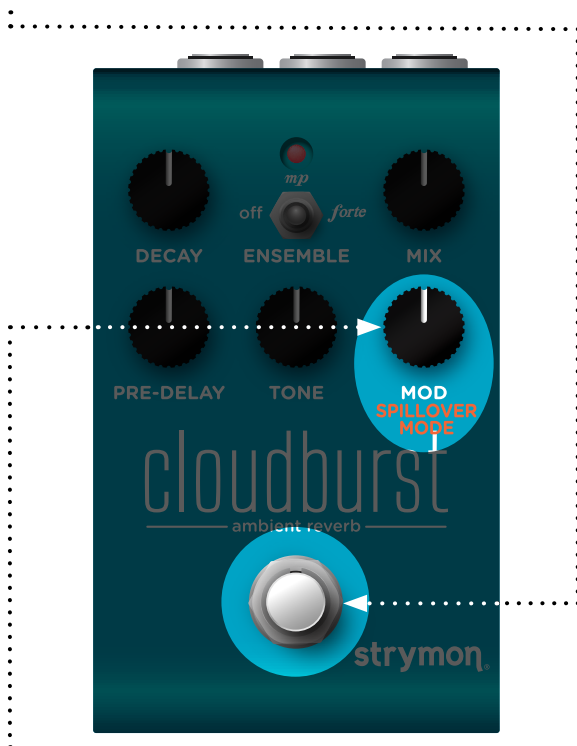 mp
off forte
DECAY ENSEMBLE MIX
PRE-DELAY TONE MOD
SPILLOVER
MODE
cloudburst
ambient reverb
strymon®